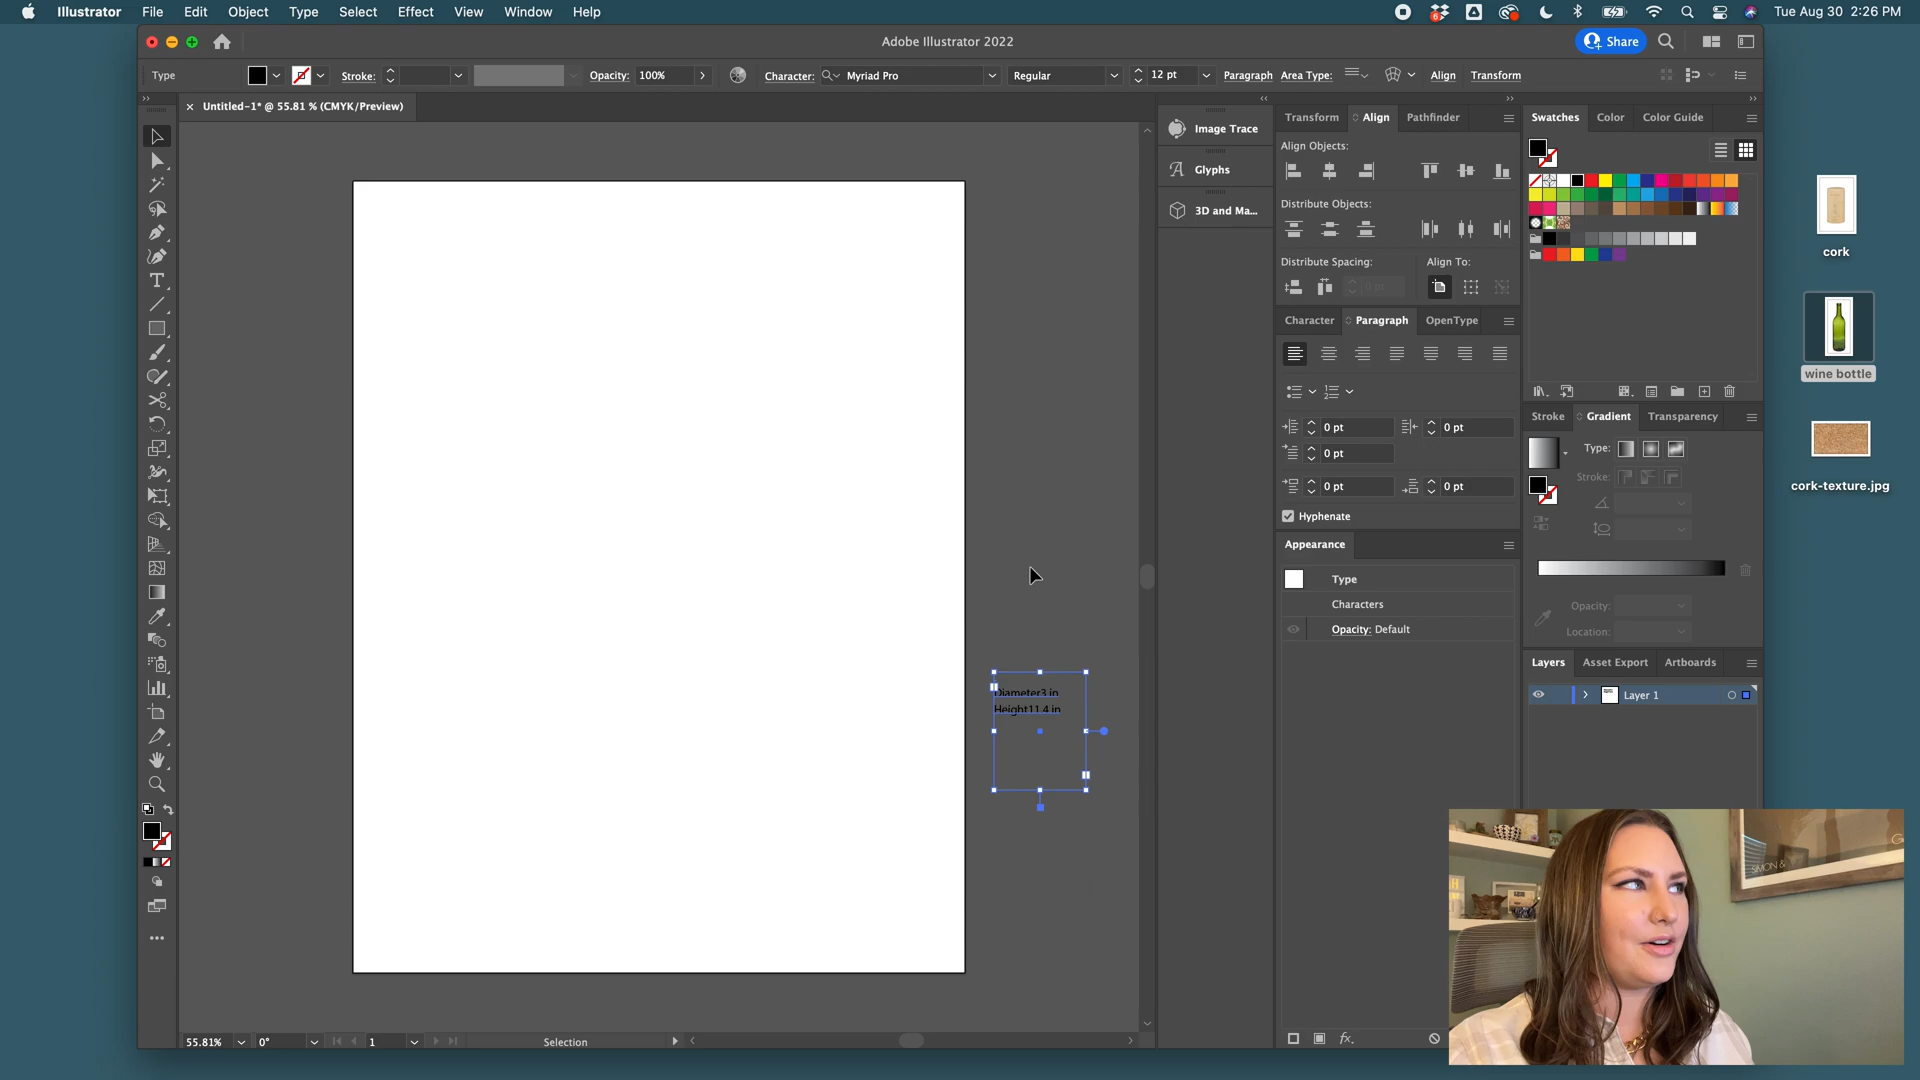 Illustrator File Edit Object Type Select Effect View Window Help
6
Tue Aug 30 2:26 PM
Adobe Illustrator 2022
Share
Type
Stroke:
Opacity: 100%
Character: Myriad Pro
Regular
12 pt
Paragraph Area Type:
Align Transform
× Untitled-1* @ 55.81 % (CMYK/Preview)
Image Trace
Glyphs
3D and Ma...
Transform Align Pathfinder
Align Objects:
Distribute Objects:
Distribute Spacing:
Align To:
0 pt
Character Paragraph OpenType
0 pt
0 pt
0 pt
0 pt
0 pt
Hyphenate
Appearance
Type
Characters
Opacity: Default
fx
Swatches Color Color Guide
Stroke Gradient Transparency
Type:
Stroke:
Opacity:
Location:
Layers Asset Export Artboards
Layer 1
Diameter3 in
Height11.4 in
55.81%
0°
1
Selection
cork
wine bottle
cork-texture.jpg
SIMON &